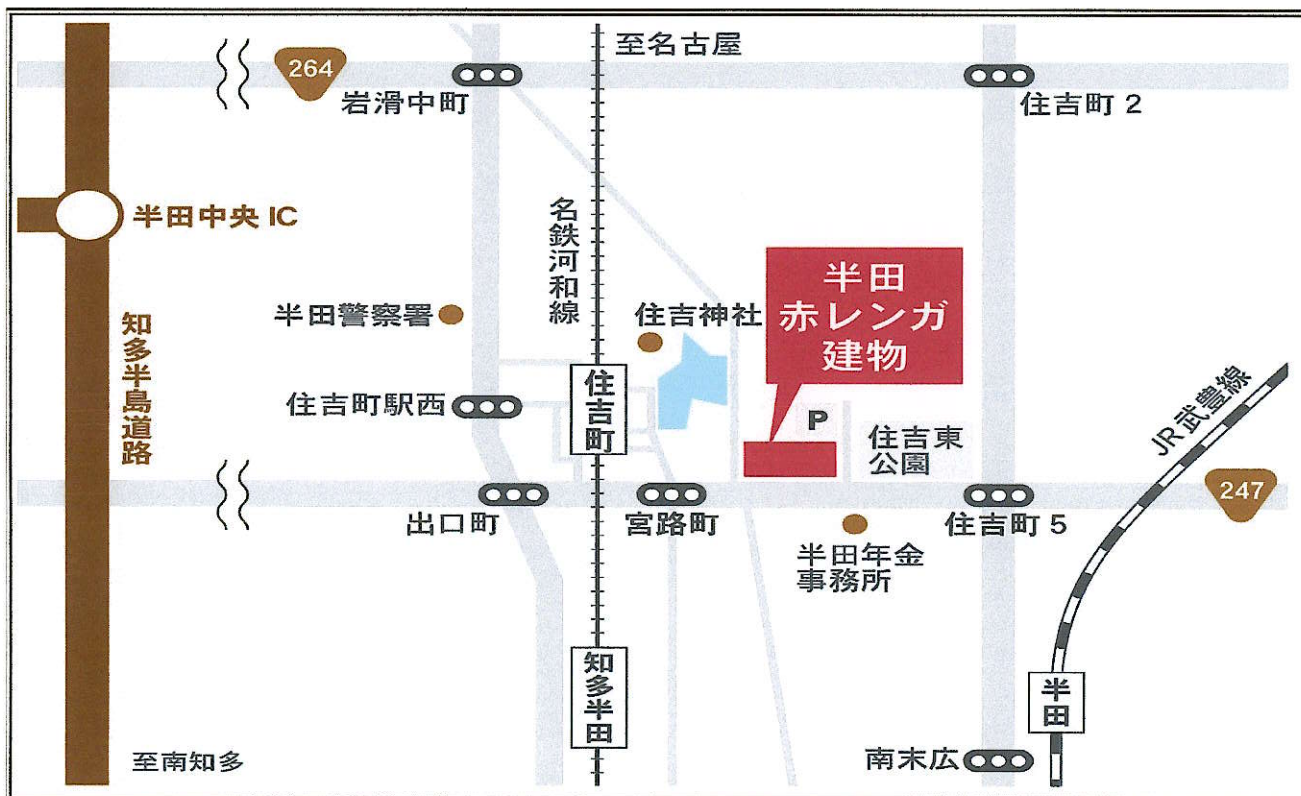 至名古屋
264
岩滑中町
住吉町 2
半田中央 IC
名鉄河和線
半田
赤レンガ
建物
半田警察署
住吉神社
知多半島道路
住吉町駅西
住吉町
P
住吉東
公園
JR武豊線
247
出口町
宮路町
住吉町 5
半田年金
事務所
知多半田
半田
至南知多
南末広